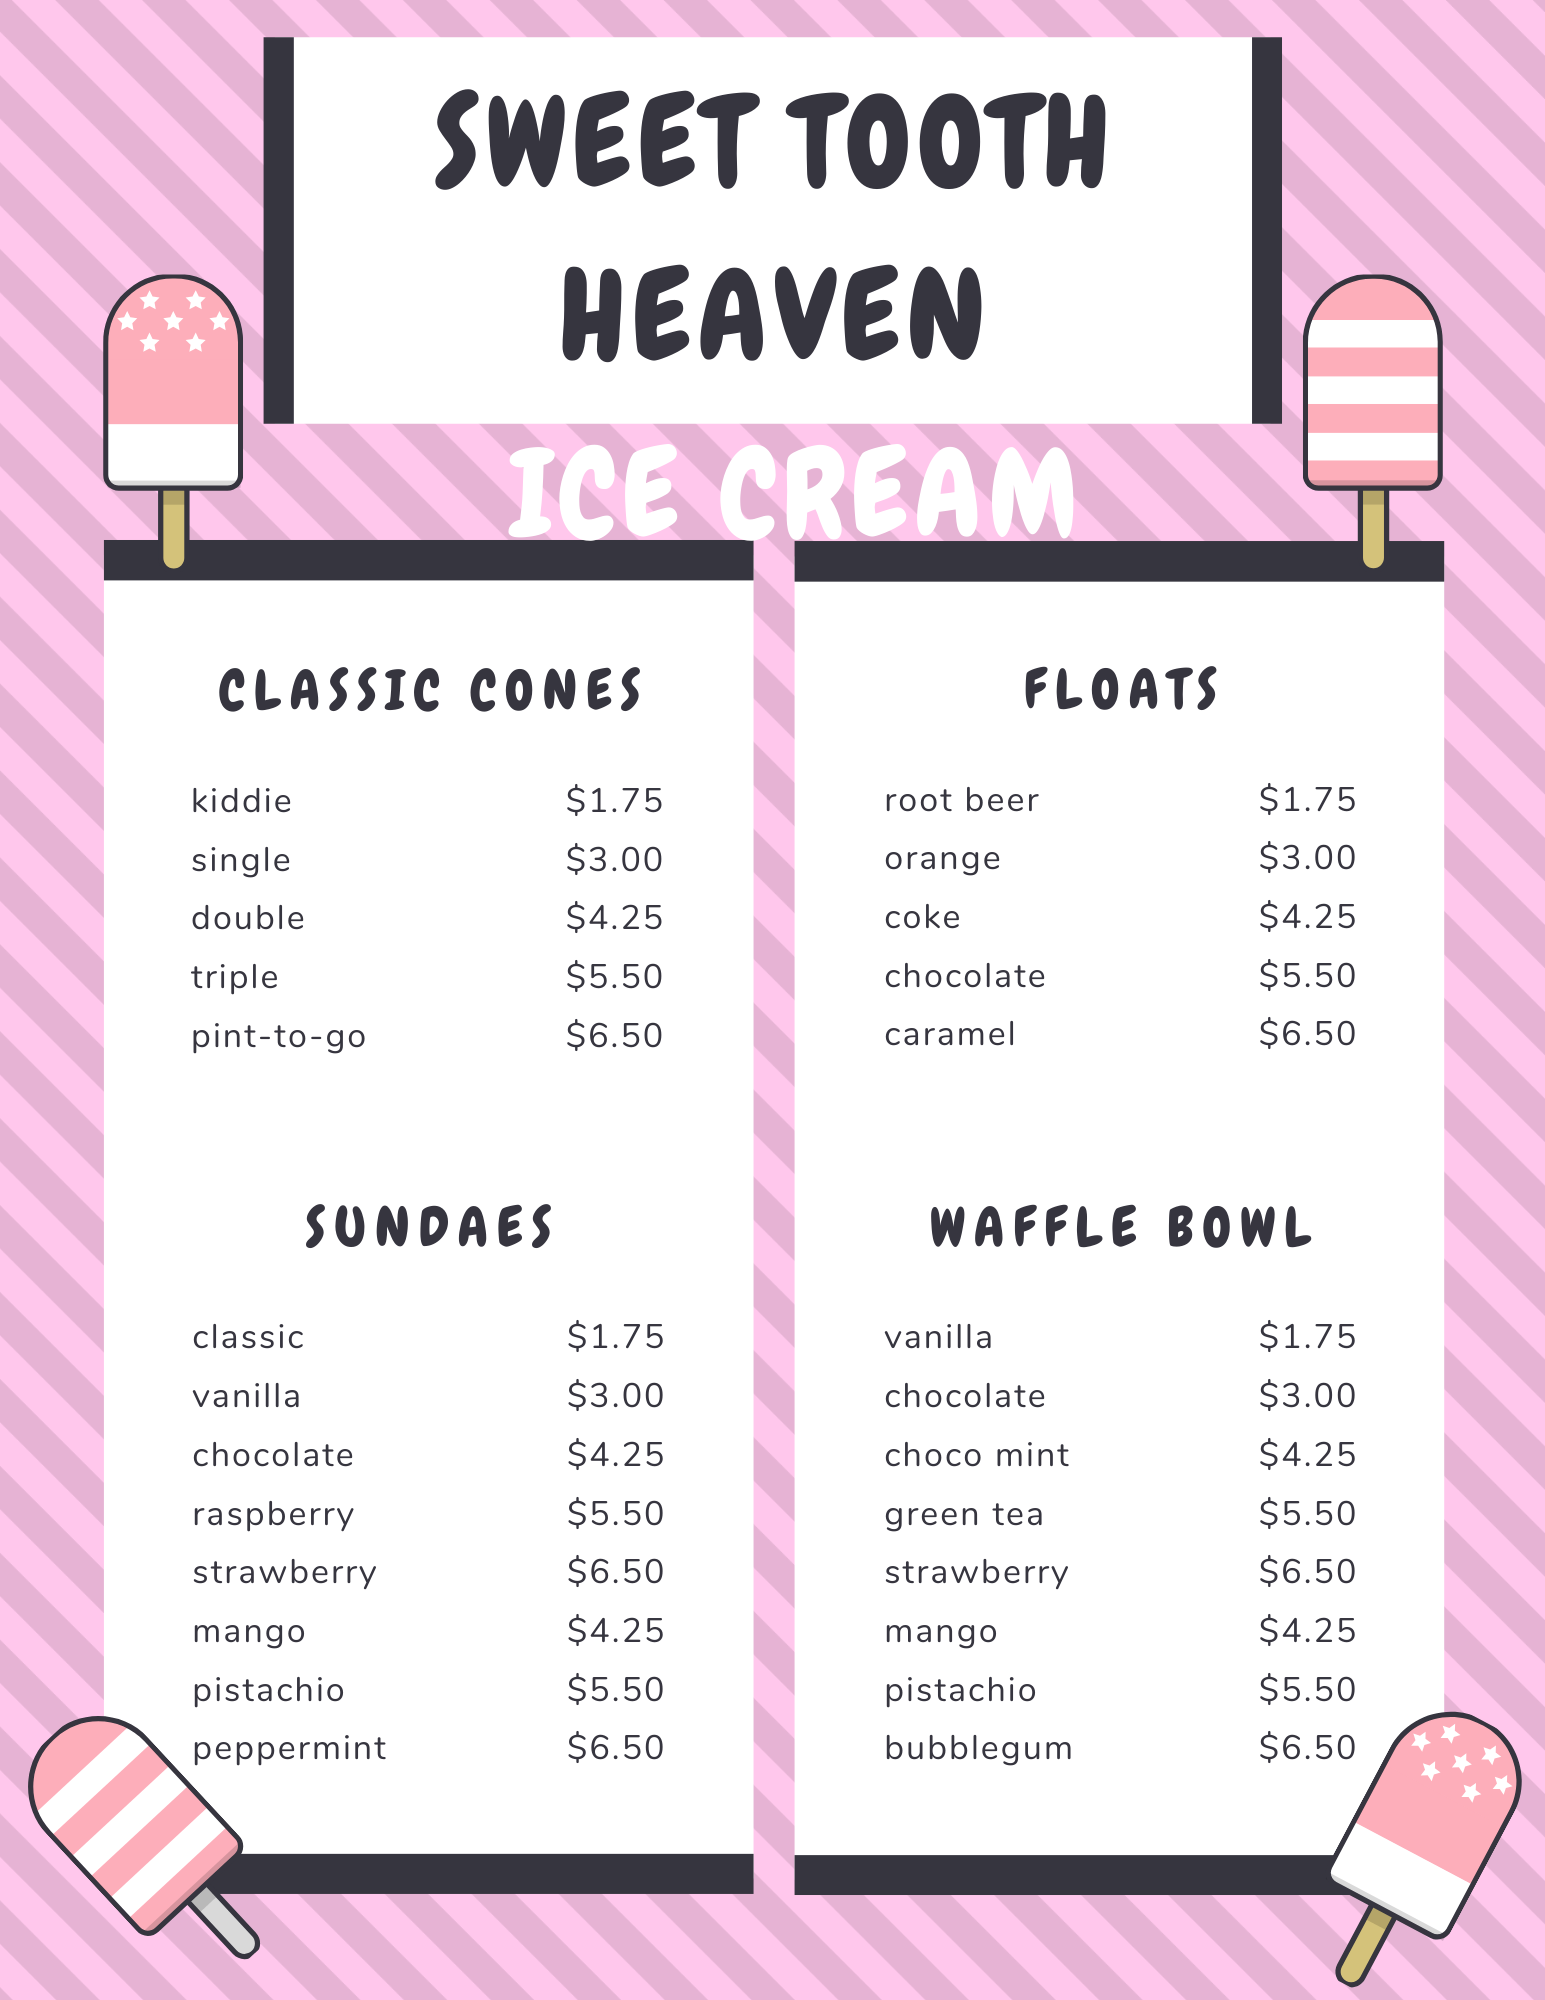 SWEET TOOTH
HEAVEN
ICE CREAM
CLASSIC CONES
kiddie $1.75
single $3.00
double $4.25
triple $5.50
pint-to-go $6.50
SUNDAES
classic $1.75
vanilla $3.00
chocolate $4.25
raspberry $5.50
strawberry $6.50
mango $4.25
pistachio $5.50
peppermint $6.50
FLOATS
root beer $1.75
orange $3.00
coke $4.25
chocolate $5.50
caramel $6.50
WAFFLE BOWL
vanilla $1.75
chocolate $3.00
choco mint $4.25
green tea $5.50
strawberry $6.50
mango $4.25
pistachio $5.50
bubblegum $6.50